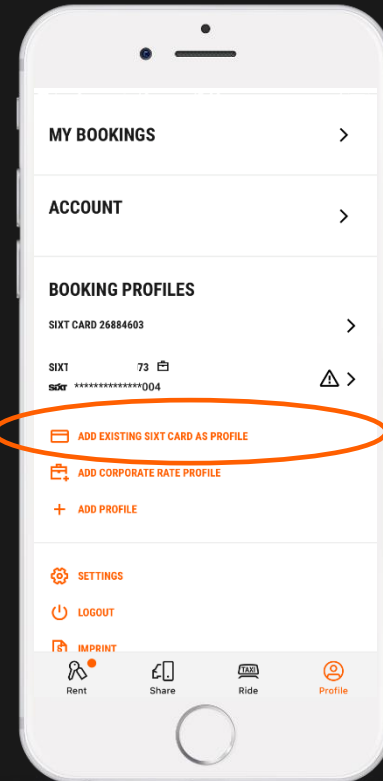 MY BOOKINGS
ACCOUNT
BOOKING PROFILES
SIXT CARD 26884603
SIXT 73
sixt **************004
ADD EXISTING SIXT CARD AS PROFILE
ADD CORPORATE RATE PROFILE
ADD PROFILE
SETTINGS
LOGOUT
IMPRINT
TAXI
Rent Share Ride Profile